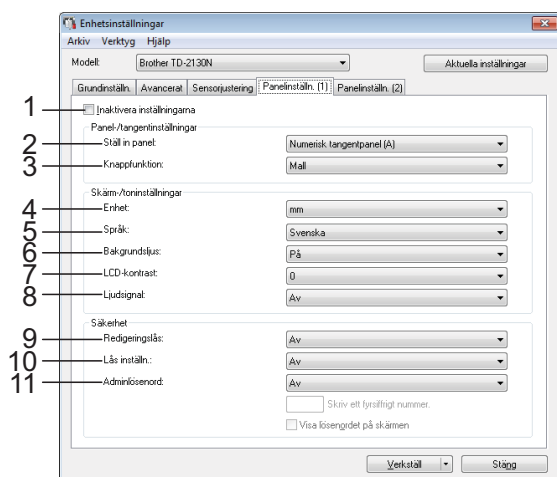 Enhetsinställningar
Arkiv Verktyg Hjälp
Modell: Brother TD-2130N Aktuella inställningar
Grundinställn. Avancerat Sensorjustering Panelinställn. (1) Panelinställn. (2)
1 Inaktivera inställningarna
Panel-/tangentinställningar
2 Ställ in panel: Numerisk tangentpanel (A)
3 Knappfunktion: Mall
Skärm-/toninställningar
4 Enhet: mm
5 Språk: Svenska
6 Bakgrundsljus: På
7 LCD-kontrast: 0
8 Ljudsignal: Av
Säkerhet
9 Redigeringslås: Av
10 Lås inställn.: Av
11 Adminlösenord: Av
Skriv ett fyrsiffrigt nummer.
Visa lösenordet på skärmen
Verkställ Stäng